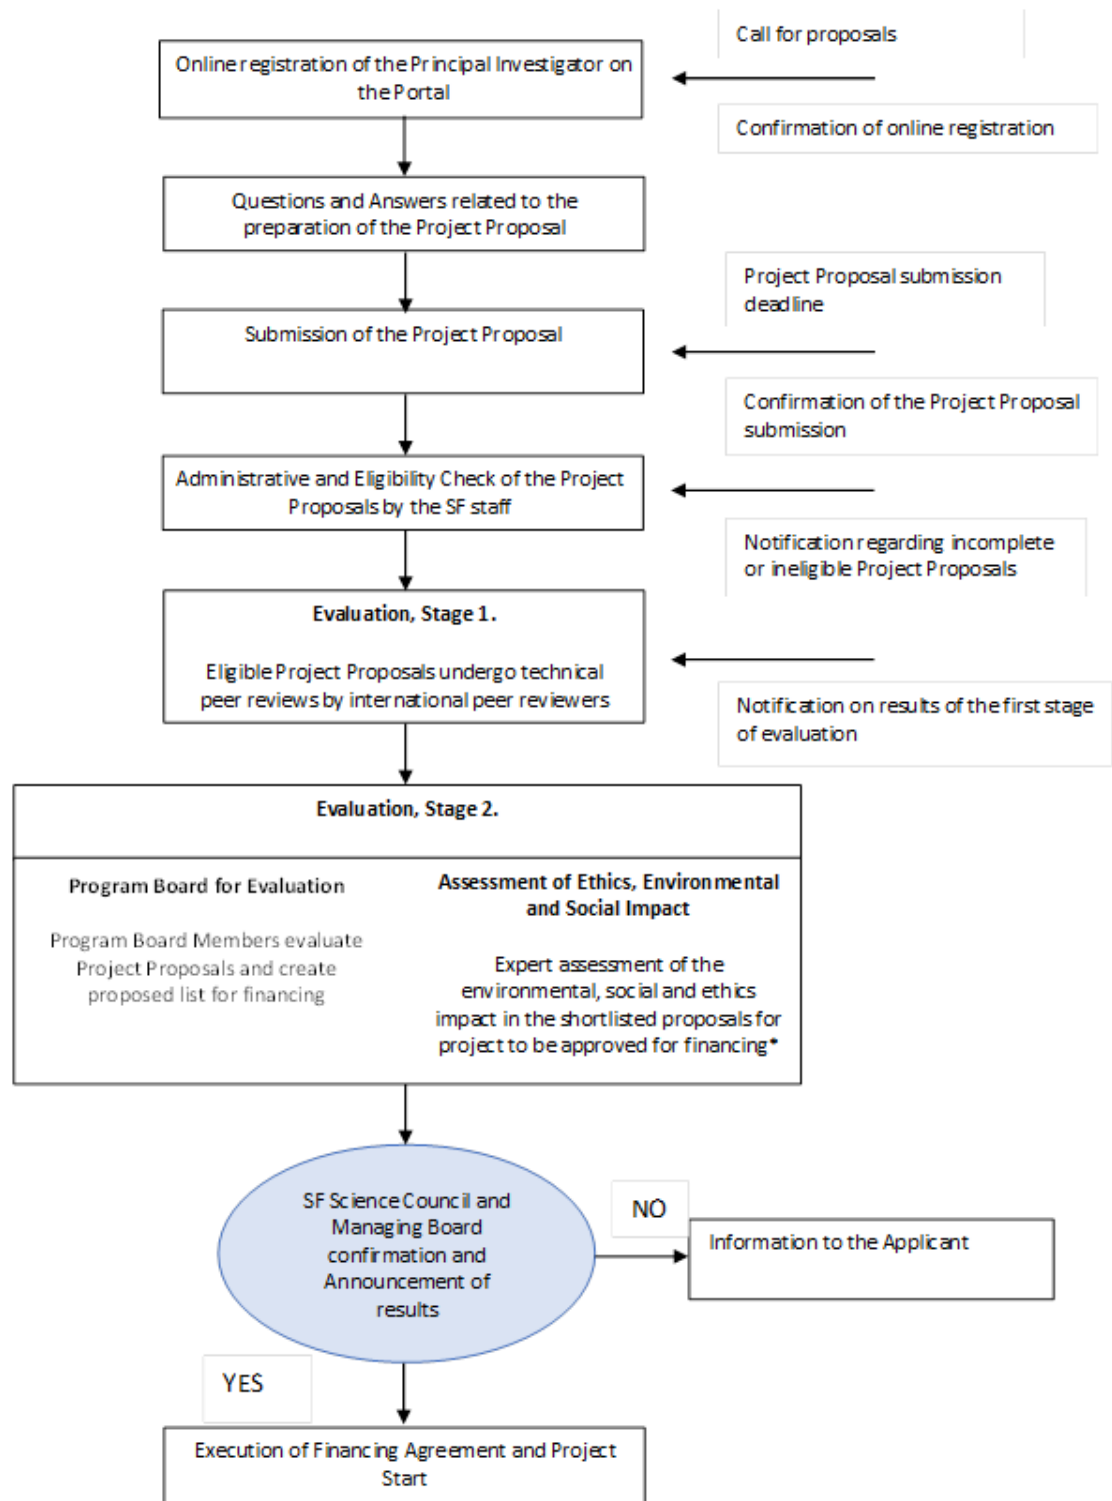 Call for proposals
Online registration of the Principal Investigator on
the Portal
Confirmation of online registration
Questions and Answers related to the
preparation of the Project Proposal
Project Proposal submission
deadline
Submission of the Project Proposal
Confirmation of the Project Proposal
submission
Administrative and Eligibility Check of the Project
Proposals by the SF staff
Notification regarding incomplete
or ineligible Project Proposals
Evaluation, Stage 1.
Eligible Project Proposals undergo technical
peer reviews by international peer reviewers
Notification on results of the first stage
of evaluation
Evaluation, Stage 2.
Program Board for Evaluation
Program Board Members evaluate
Project Proposals and create
proposed list for financing
Assessment of Ethics, Environmental
and Social Impact
Expert assessment of the
environmental, social and ethics
impact in the shortlisted proposals for
project to be approved for financing*
SF Science Council and
Managing Board
confirmation and
Announcement of
results
NO
Information to the Applicant
YES
Execution of Financing Agreement and Project
Start